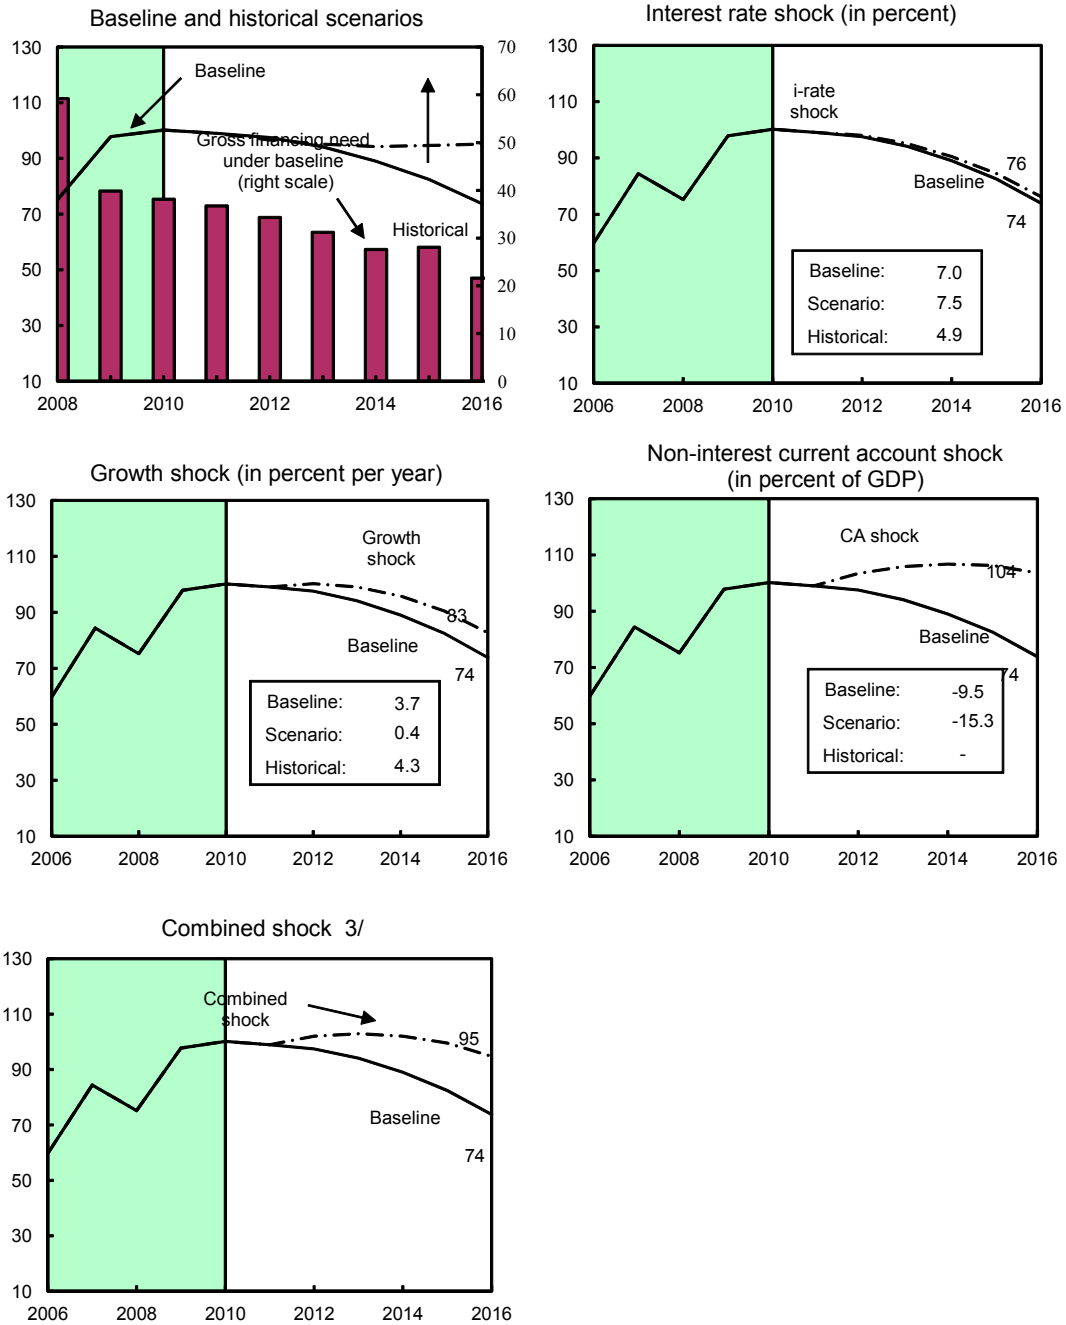 Baseline and historical scenarios
130
110
90
70
50
30
10
70
60
50
40
30
20
10
0
Baseline
Gross financing need
under baseline
(right scale)
Historical
2008
2010
2012
2014
2016
Interest rate shock (in percent)
130
110
90
70
50
30
10
i-rate
shock
76
Baseline
74
Baseline: 7.0
Scenario: 7.5
Historical: 4.9
2006
2008
2010
2012
2014
2016
Growth shock (in percent per year)
130
110
90
70
50
30
10
Growth
shock
83
Baseline
74
Baseline: 3.7
Scenario: 0.4
Historical: 4.3
2006
2008
2010
2012
2014
2016
Non-interest current account shock
(in percent of GDP)
130
110
90
70
50
30
10
CA shock
104
Baseline
74
Baseline: -9.5
Scenario: -15.3
Historical: -
2006
2008
2010
2012
2014
2016
Combined shock 3/
130
110
90
70
50
30
10
Combined
shock
95
Baseline
74
2006
2008
2010
2012
2014
2016